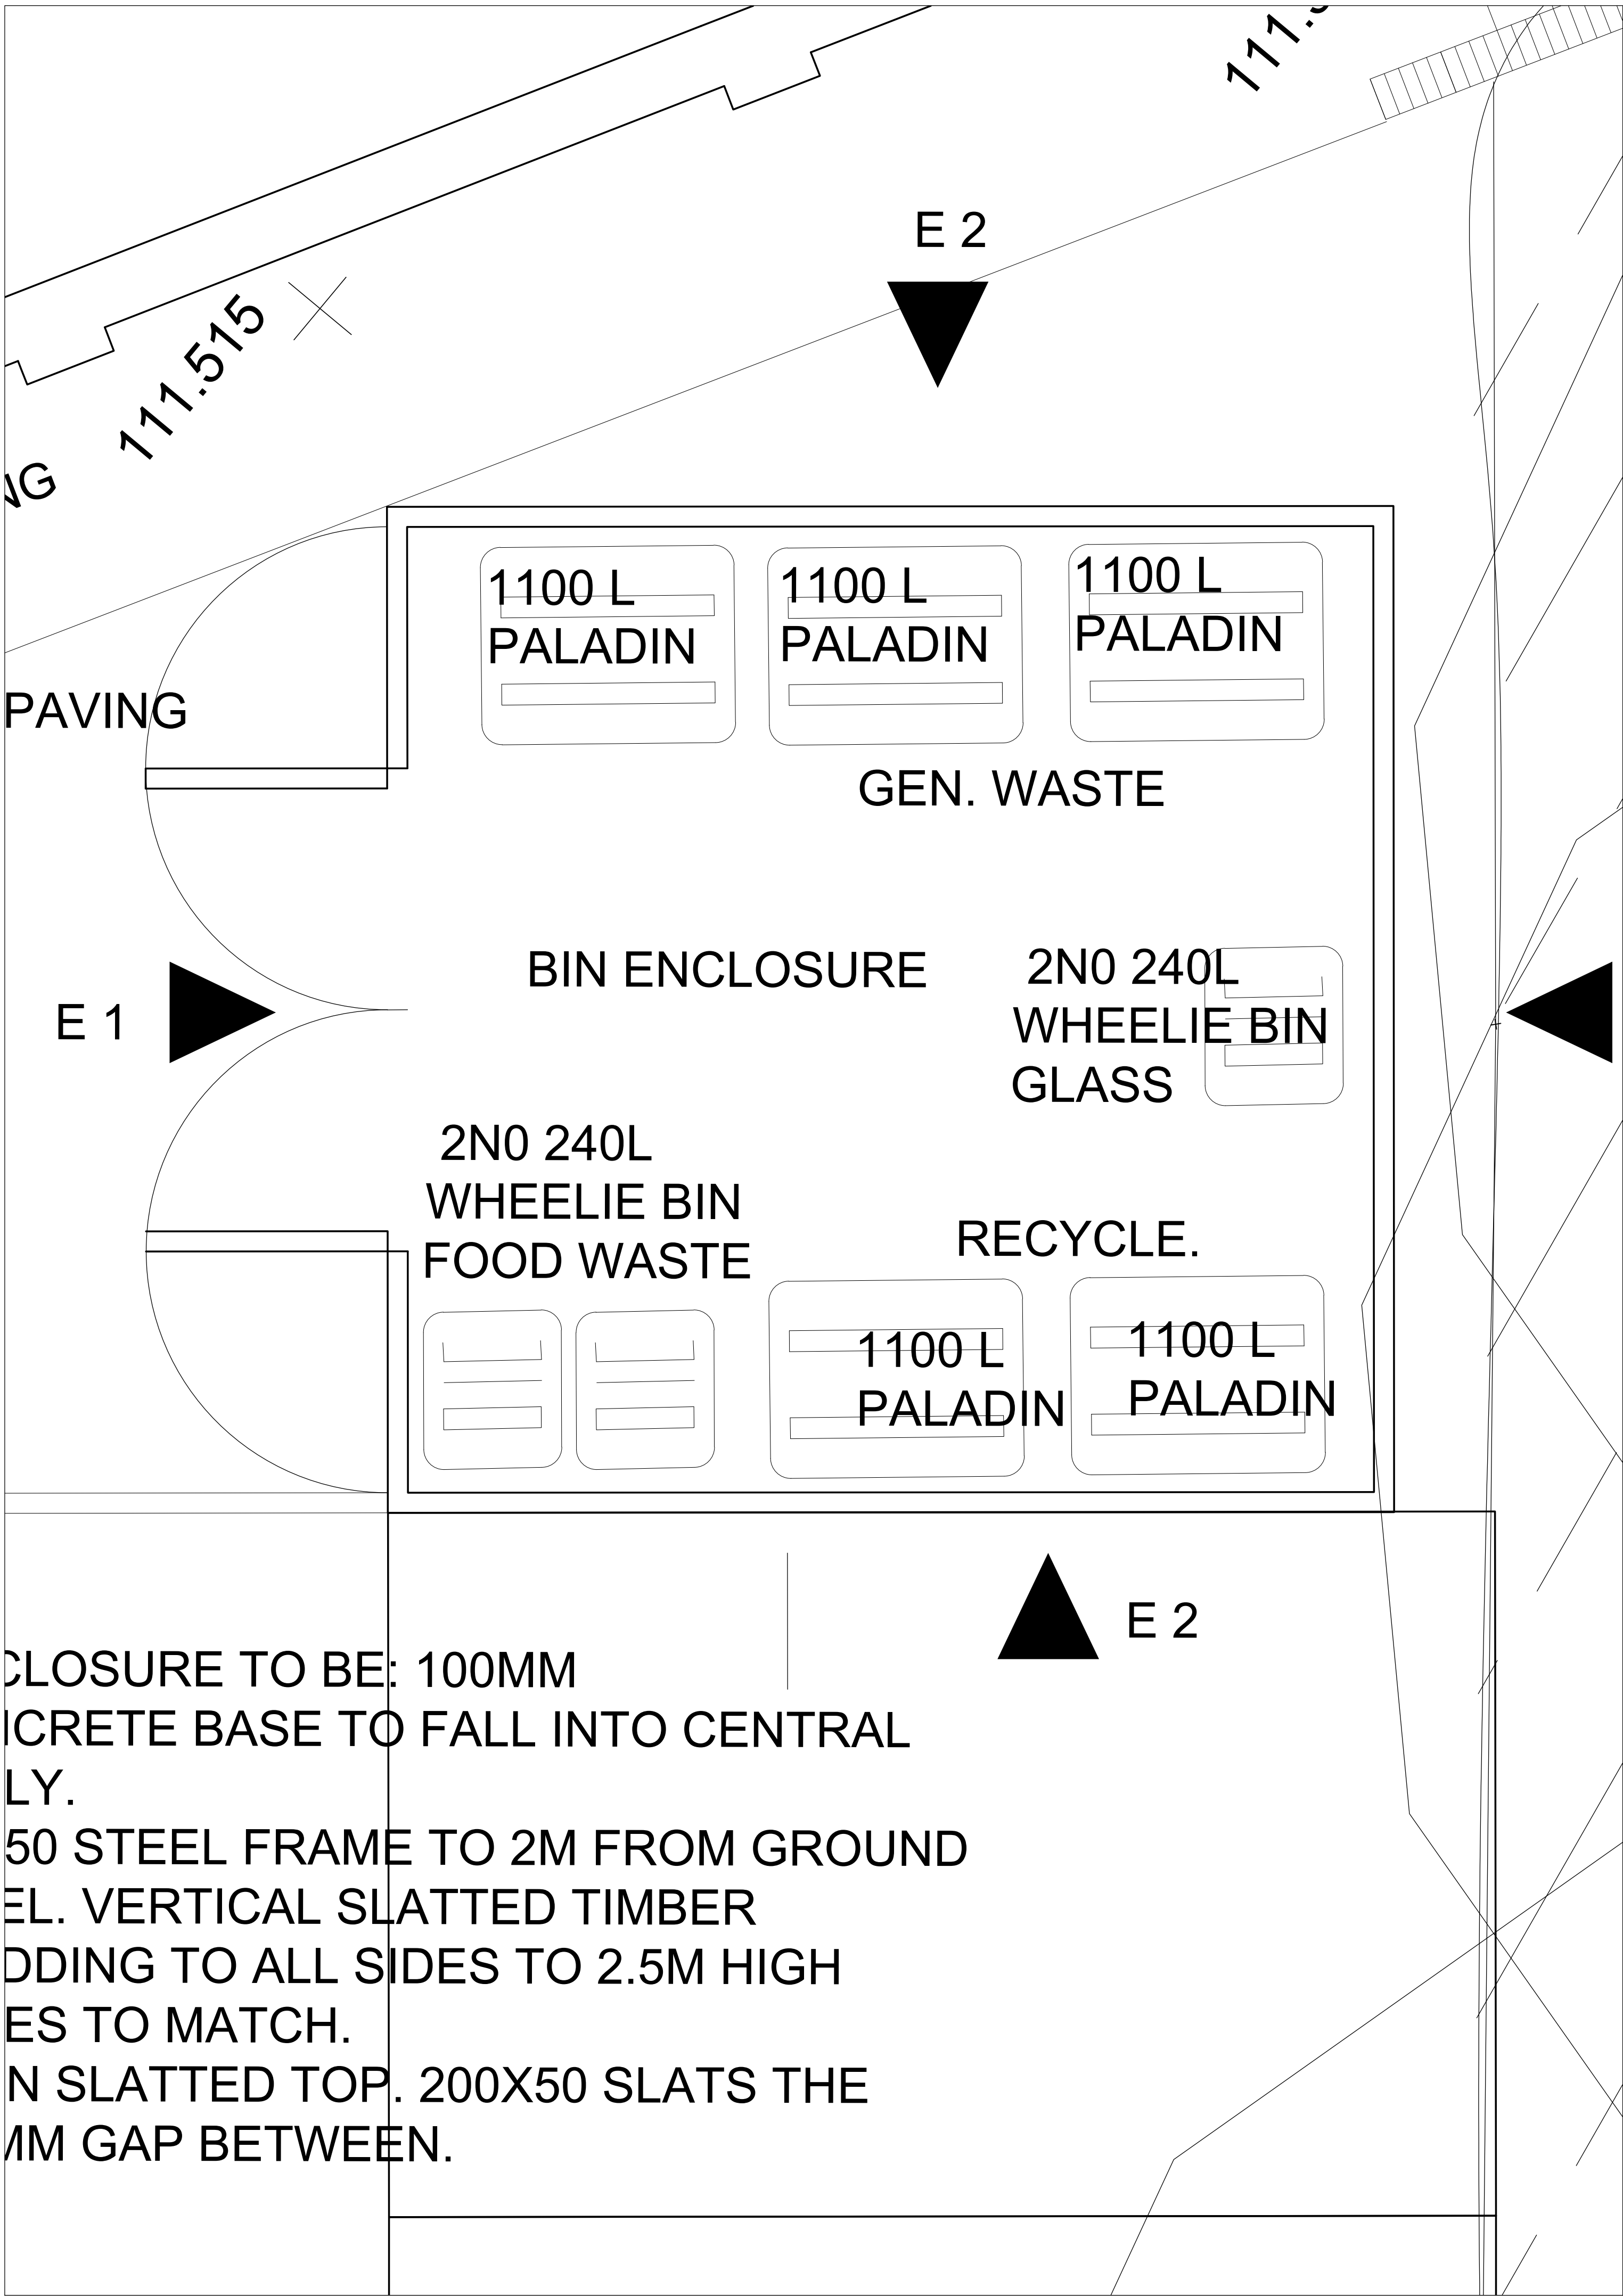 E 2
111.515
1100 L
PALADIN
1100 L
PALADIN
1100 L
PALADIN
PAVING
GEN. WASTE
BIN ENCLOSURE
2N0 240L
WHEELIE BIN
GLASS
E 1
2N0 240L
WHEELIE BIN
FOOD WASTE
RECYCLE.
1100 L
PALADIN
1100 L
PALADIN
E 2
CLOSURE TO BE: 100MM
CRETE BASE TO FALL INTO CENTRAL
LY.
50 STEEL FRAME TO 2M FROM GROUND
EL. VERTICAL SLATTED TIMBER
DDING TO ALL SIDES TO 2.5M HIGH
ES TO MATCH.
N SLATTED TOP. 200X50 SLATS THE
MM GAP BETWEEN.